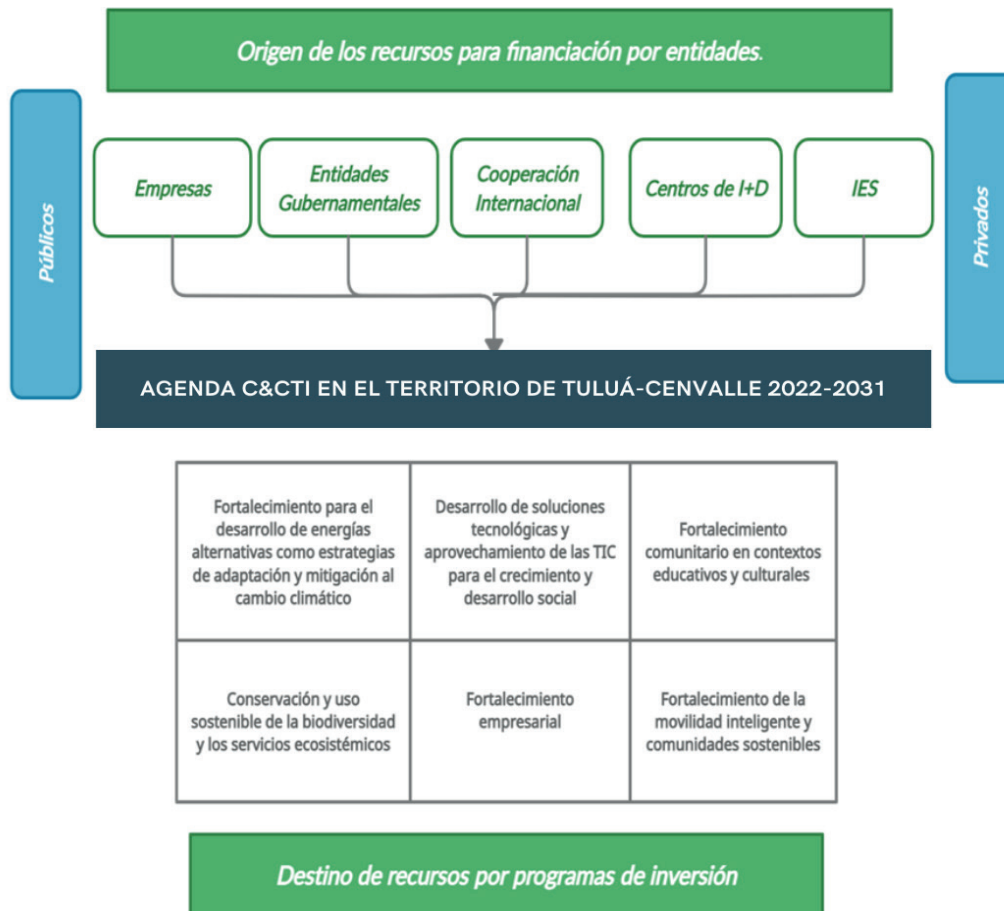 Origen de los recursos para financiación por entidades.
Públicos
Privados
Empresas
Entidades
Gubernamentales
Cooperación
Internacional
Centros de I+D
IES
AGENDA C&CTI EN EL TERRITORIO DE TULUÁ-CENVALLE 2022-2031
Fortalecimiento para el
desarrollo de energías
alternativas como estrategias
de adaptación y mitigación al
cambio climático
Desarrollo de soluciones
tecnológicas y
aprovechamiento de las TIC
para el crecimiento y
desarrollo social
Fortalecimiento
comunitario en contextos
educativos y culturales
Conservación y uso
sostenible de la biodiversidad
y los servicios ecosistémicos
Fortalecimiento
empresarial
Fortalecimiento de la
movilidad inteligente y
comunidades sostenibles
Destino de recursos por programas de inversión